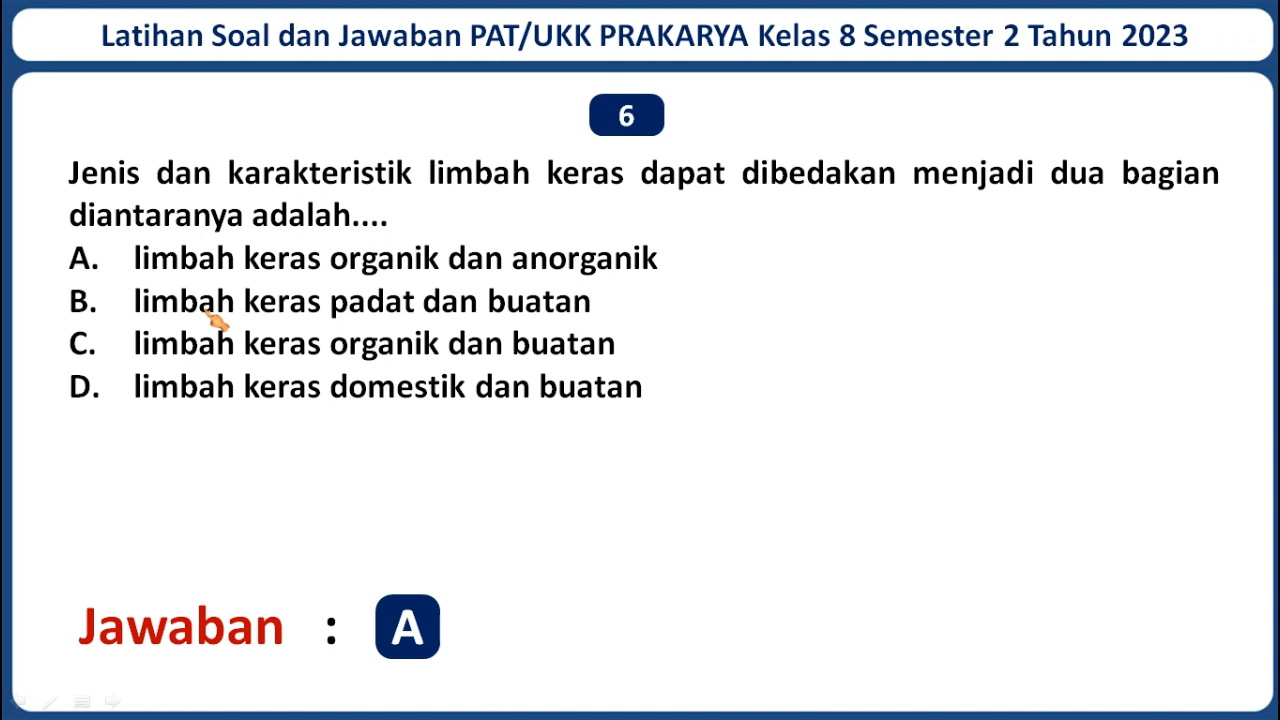 Latihan Soal dan Jawaban PAT/UKK PRAKARYA Kelas 8 Semester 2 Tahun 2023
6
Jenis dan karakteristik limbah keras dapat dibedakan menjadi dua bagian
diantaranya adalah....
A. limbah keras organik dan anorganik
B. limbah keras padat dan buatan
C. limbah keras organik dan buatan
D. limbah keras domestik dan buatan
Jawaban : A